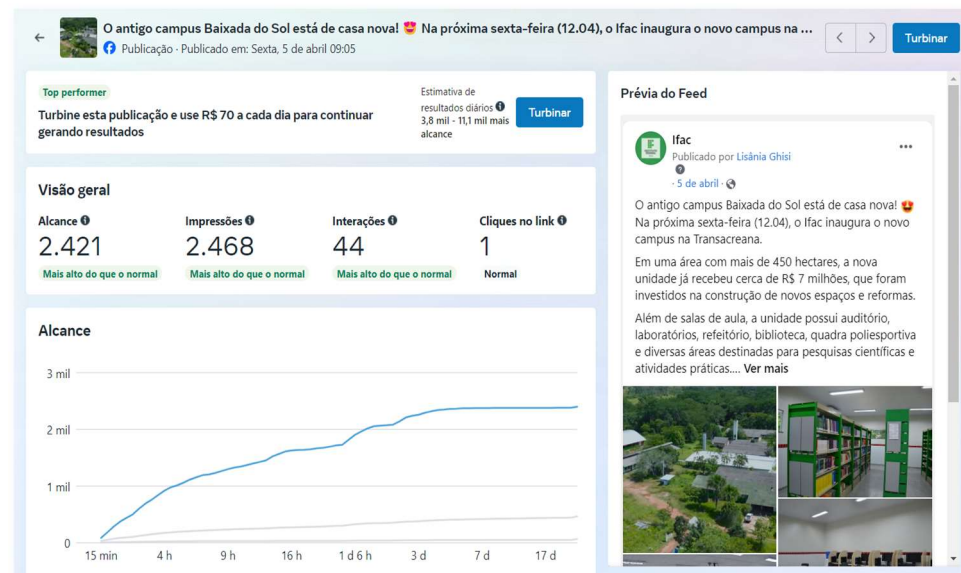 O antigo campus Baixada do Sol está de casa nova! 😍 Na próxima sexta-feira (12.04), o Ifac inaugura o novo campus na ...
Publicação · Publicado em: Sexta, 5 de abril 09:05
Turbinar
Top performer
Turbine esta publicação e use R$ 70 a cada dia para continuar
gerando resultados
Estimativa de
resultados diários
3,8 mil - 11,1 mil mais
alcance
Turbinar
Visão geral
Alcance
2.421
Mais alto do que o normal
Impressões
2.468
Mais alto do que o normal
Interações
44
Mais alto do que o normal
Cliques no link
1
Normal
Alcance
3 mil
2 mil
1 mil
0
15 min
4 h
9 h
16 h
1 d 6 h
3 d
7 d
17 d
Prévia do Feed
Ifac
Publicado por Lisânia Ghisi
· 5 de abril ·
O antigo campus Baixada do Sol está de casa nova! 😍
Na próxima sexta-feira (12.04), o Ifac inaugura o novo
campus na Transacreana.
Em uma área com mais de 450 hectares, a nova
unidade já recebeu cerca de R$ 7 milhões, que foram
investidos na construção de novos espaços e reformas.
Além de salas de aula, a unidade possui auditório,
laboratórios, refeitório, biblioteca, quadra poliesportiva
e diversas áreas destinadas para pesquisas científicas e
atividades práticas.... Ver mais